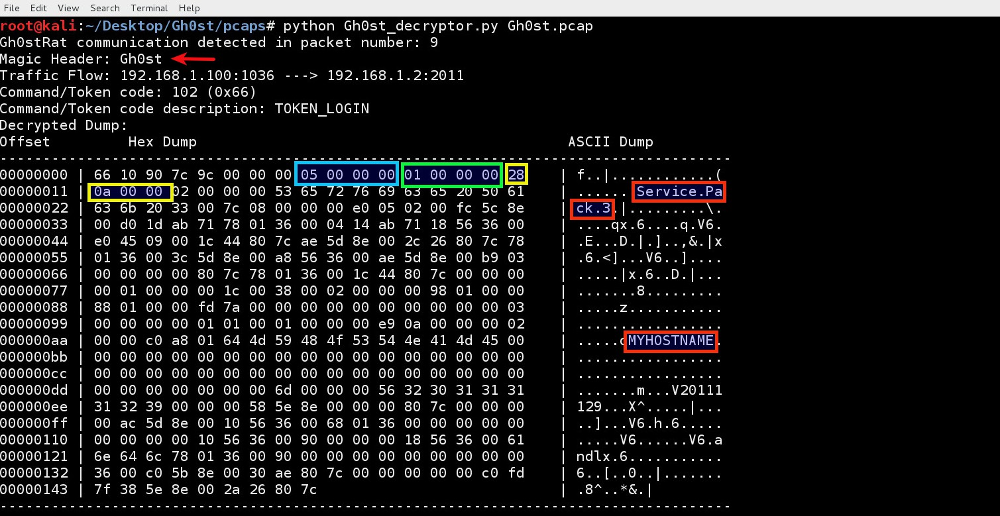 File Edit View Search Terminal Help
root@kali:~/Desktop/Gh0st/pcaps# python Gh0st_decryptor.py Gh0st.pcap
Gh0stRat communication detected in packet number: 9
Magic Header: Gh0st
Traffic Flow: 192.168.1.100:1036 ---> 192.168.1.2:2011
Command/Token code: 102 (0x66)
Command/Token code description: TOKEN_LOGIN
Decrypted Dump:
Offset Hex Dump ASCII Dump
-------------------------------------------------------------------------------------
00000000 | 66 10 90 7c 9c 00 00 00 05 00 00 00 01 00 00 00 28 | f..|............(
00000011 | 0a 00 00 02 00 00 00 53 65 72 76 69 63 65 20 50 61 | ...... Service.Pa
00000022 | 63 6b 20 33 00 7c 08 00 00 00 e0 05 02 00 fc 5c 8e | ck.3.|.........\.
00000033 | 00 d0 1d ab 71 78 01 36 00 04 14 ab 71 18 56 36 00 | ....qx.6....q.V6.
00000044 | e0 45 09 00 1c 44 80 7c ae 5d 8e 00 2c 26 80 7c 78 | .E...D.|.]..,&.|x
00000055 | 01 36 00 3c 5d 8e 00 a8 56 36 00 ae 5d 8e 00 b9 03 | .6.<]...V6..]....
00000066 | 00 00 00 00 80 7c 78 01 36 00 1c 44 80 7c 00 00 00 | .....|x.6..D.|...
00000077 | 00 01 00 00 00 1c 00 38 00 02 00 00 00 98 01 00 00 | .......8.........
00000088 | 88 01 00 00 fd 7a 00 00 00 00 00 00 00 00 00 00 03 | .....z...........
00000099 | 00 00 00 00 01 01 00 01 00 00 00 e9 0a 00 00 00 02 | .................
000000aa | 00 00 c0 a8 01 64 4d 59 48 4f 53 54 4e 41 4d 45 00 | .....dMYHOSTNAME.
000000bb | 00 00 00 00 00 00 00 00 00 00 00 00 00 00 00 00 00 | .................
000000cc | 00 00 00 00 00 00 00 00 00 00 00 00 00 00 00 00 00 | .................
000000dd | 00 00 00 00 00 00 00 6d 00 00 00 56 32 30 31 31 31 | .......m...V20111
000000ee | 31 32 39 00 00 00 58 5e 8e 00 00 00 80 7c 00 00 00 | 129...X^.....|...
000000ff | 00 ac 5d 8e 00 10 56 36 00 68 01 36 00 00 00 00 00 | ..]...V6.h.6.....
00000110 | 00 00 00 00 10 56 36 00 90 00 00 00 18 56 36 00 61 | .....V6......V6.a
00000121 | 6e 64 6c 78 01 36 00 90 00 00 00 00 00 00 00 00 00 | ndlx.6...........
00000132 | 36 00 c0 5b 8e 00 30 ae 80 7c 00 00 00 00 00 c0 fd | 6..[..0..|.......
00000143 | 7f 38 5e 8e 00 2a 26 80 7c | .8^..*&.|
-------------------------------------------------------------------------------------